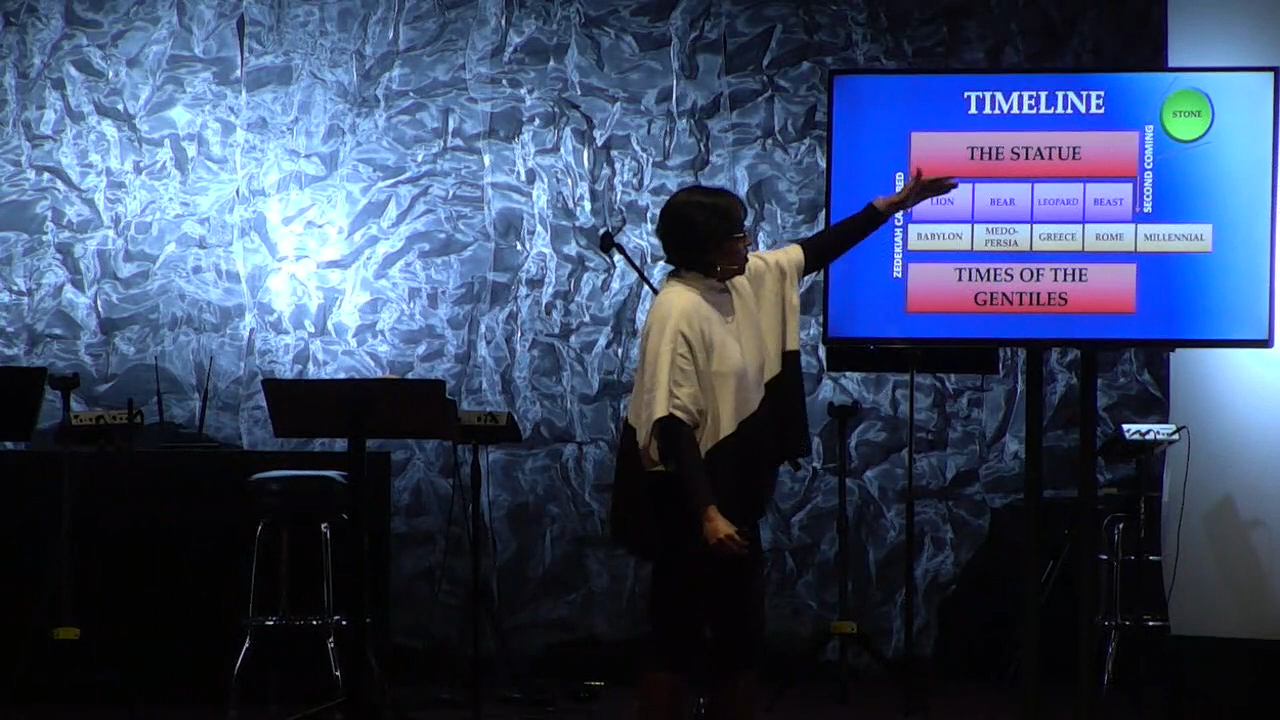 TIMELINE
STONE
THE STATUE
SECOND COMING
LION BEAR LEOPARD BEAST
BABYLON MEDO-PERSIA GREECE ROME MILLENNIAL
ZEDEKIAH
TIMES OF THE
GENTILES